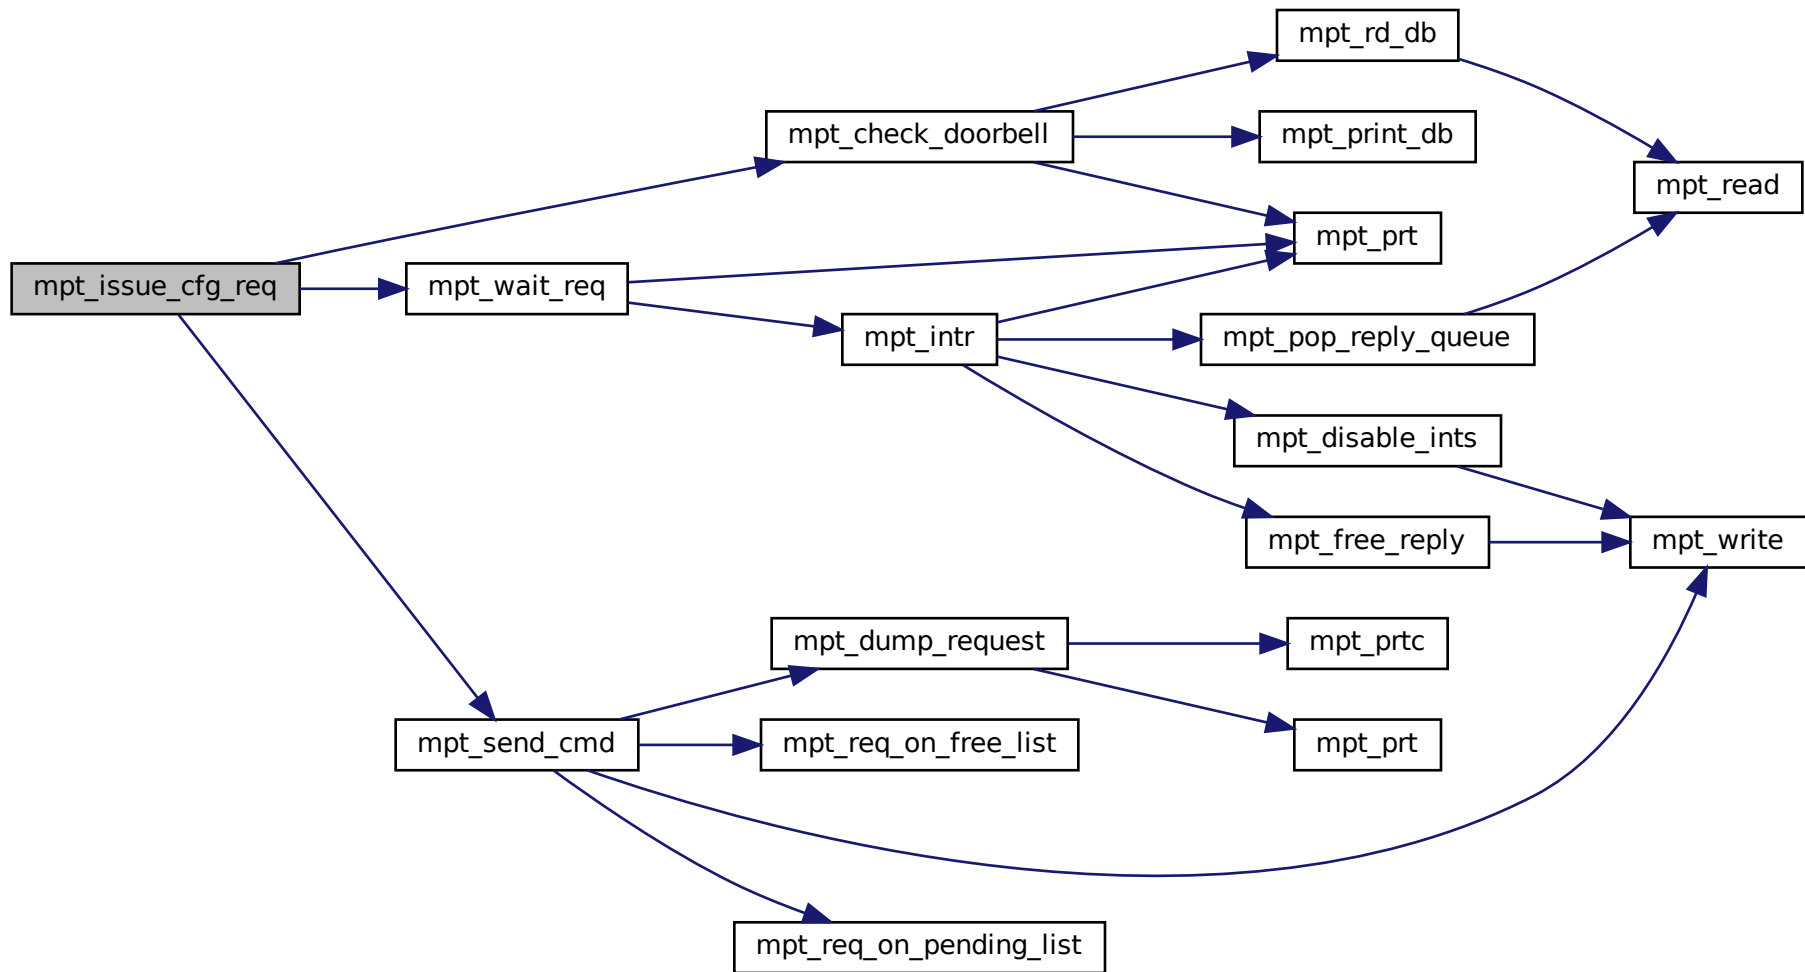 mpt_rd_db
mpt_check_doorbell
mpt_print_db
mpt_read
mpt_prt
mpt_issue_cfg_req
mpt_wait_req
mpt_intr
mpt_pop_reply_queue
mpt_disable_ints
mpt_free_reply
mpt_write
mpt_dump_request
mpt_prtc
mpt_send_cmd
mpt_req_on_free_list
mpt_prt
mpt_req_on_pending_list